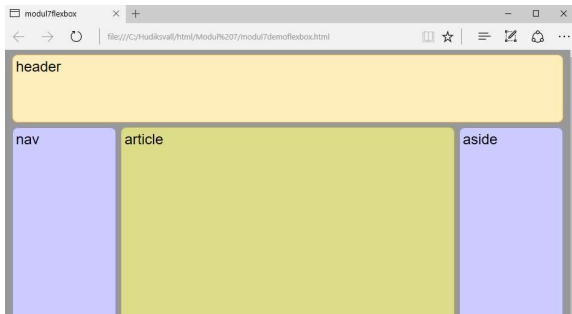 modul7flexbox
file:///C:/Hudiksvall/html/Modul%207/modul7demoflexbox.html
header
nav
article
aside